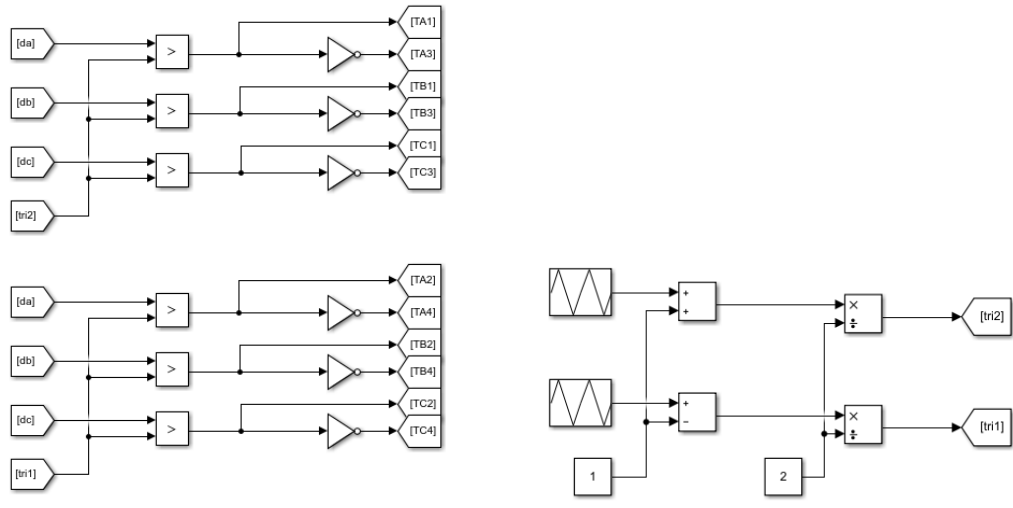 [da]
>
[TA1]
[TA3]
[db]
>
[TB1]
[TB3]
[dc]
>
[TC1]
[TC3]
[tri2]
[da]
>
[TA2]
[TA4]
[db]
>
[TB2]
[TB4]
[dc]
>
[TC2]
[TC4]
[tri1]
+
+
×
÷
[tri2]
+
−
×
÷
[tri1]
1
2